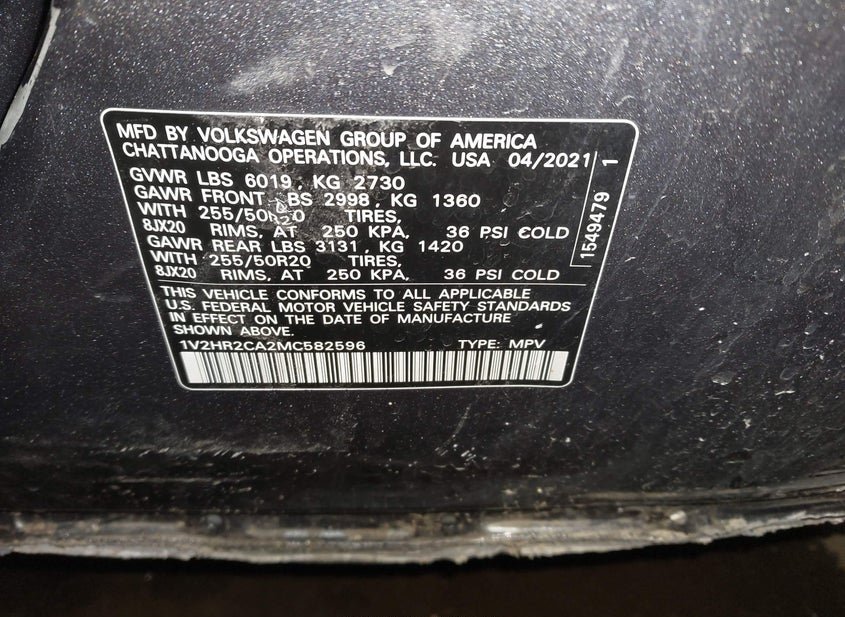 MFD BY VOLKSWAGEN GROUP OF AMERICA
CHATTANOOGA OPERATIONS, LLC. USA 04/2021
GVWR LBS 6019, KG 2730
GAWR FRONT LBS 2998, KG 1360
WITH 255/50R20 TIRES,
8JX20 RIMS, AT 250 KPA, 36 PSI COLD
GAWR REAR LBS 3131, KG 1420
WITH 255/50R20 TIRES,
8JX20 RIMS, AT 250 KPA, 36 PSI COLD
THIS VEHICLE CONFORMS TO ALL APPLICABLE
U.S. FEDERAL MOTOR VEHICLE SAFETY STANDARDS
IN EFFECT ON THE DATE OF MANUFACTURE
SHOWN ABOVE.
1V2HR2CA2MC582596 TYPE: MPV
1549479 1